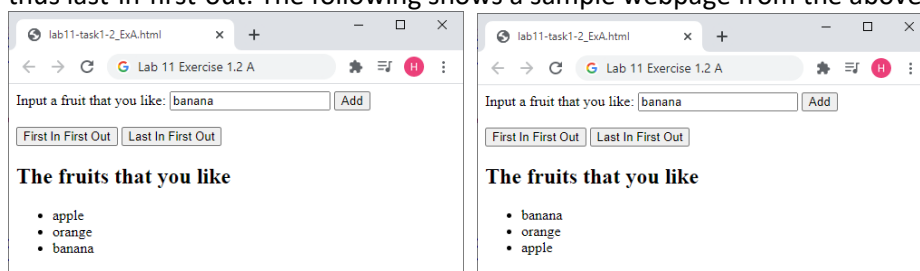 thus last-in-first-out. The following shows a sample webpage from the above
lab11-task1-2_ExA.html
G Lab 11 Exercise 1.2 A
H
Input a fruit that you like: banana Add
First In First Out Last In First Out
The fruits that you like
• apple
• orange
• banana
lab11-task1-2_ExA.html
G Lab 11 Exercise 1.2 A
H
Input a fruit that you like: banana Add
First In First Out Last In First Out
The fruits that you like
• banana
• orange
• apple